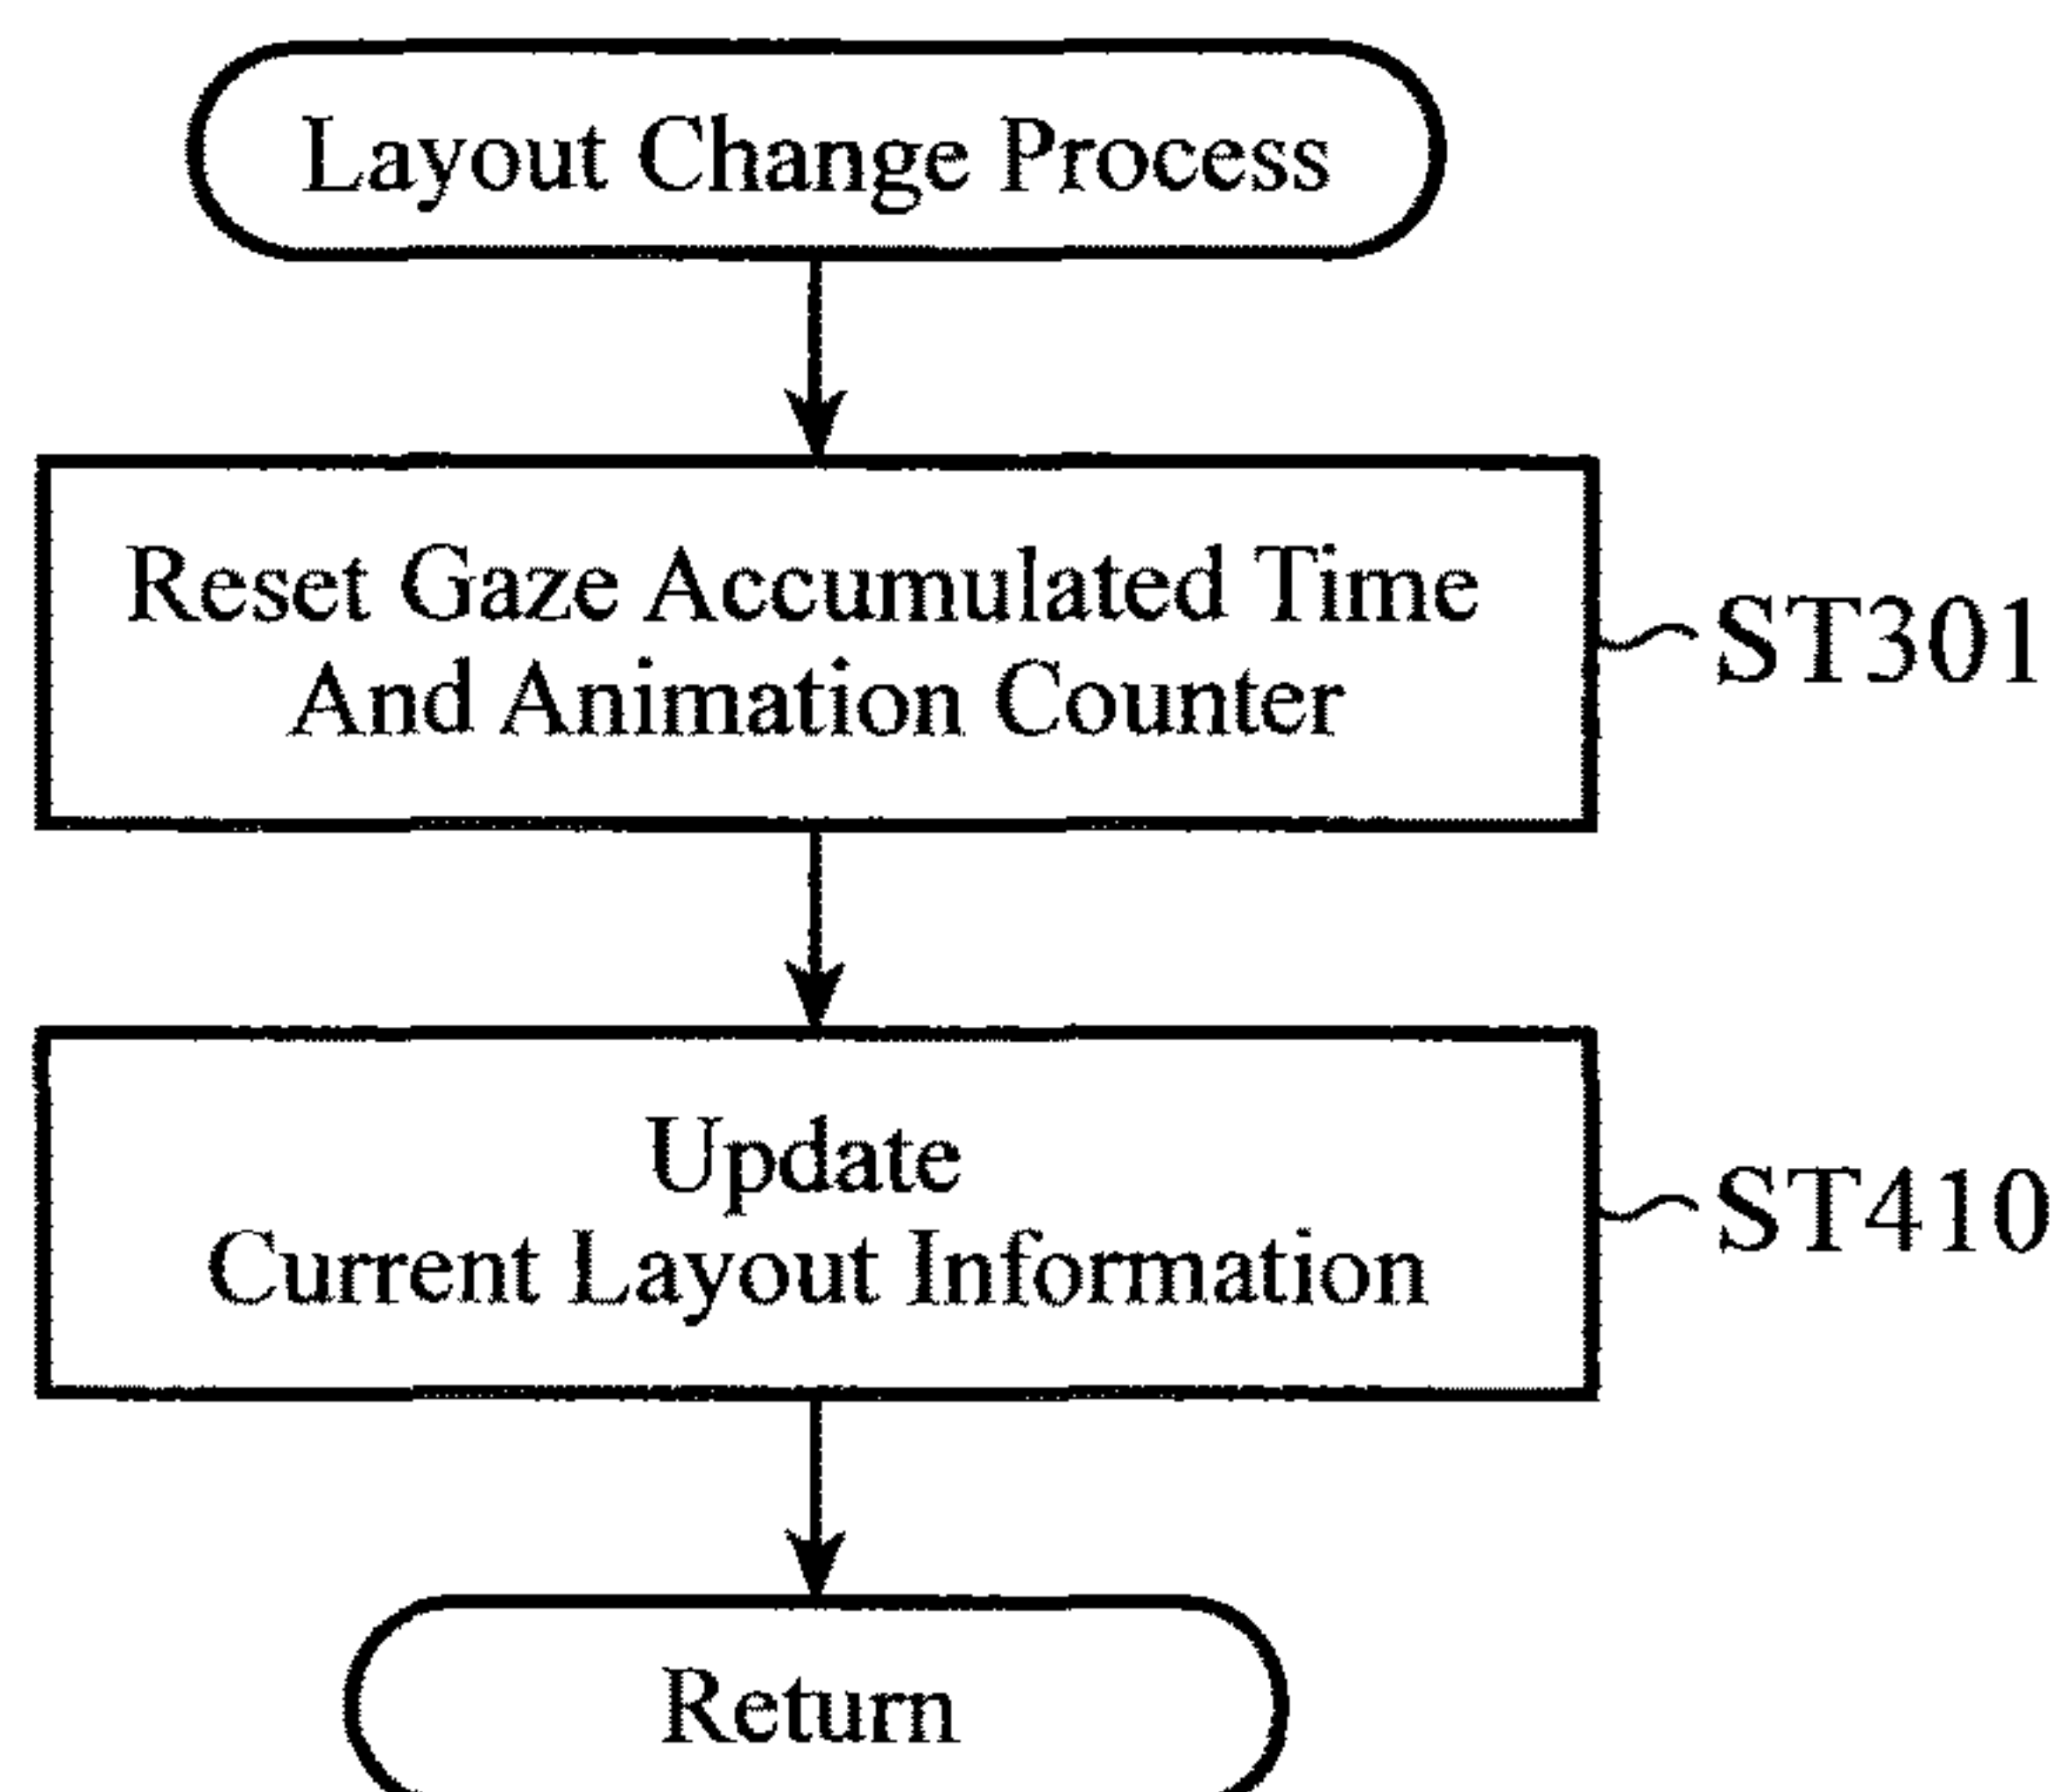 Layout Change Process
Reset Gaze Accumulated Time
And Animation Counter
ST301
Update
Current Layout Information
ST410
Return